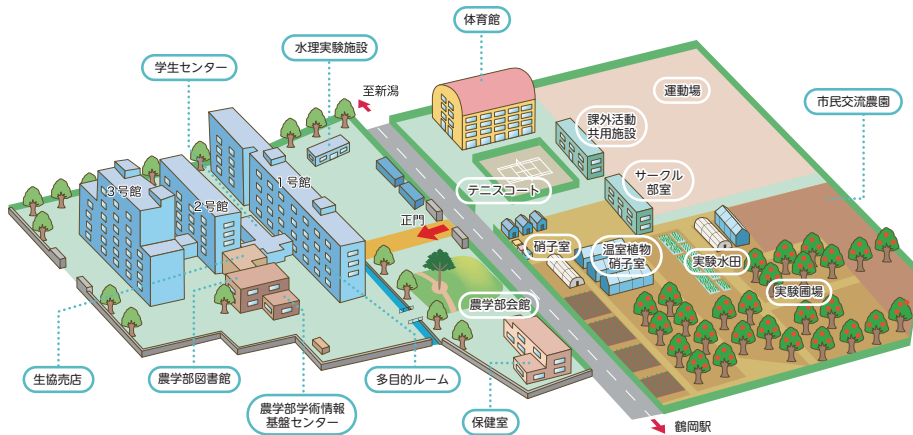 体育館
水理実験施設
学生センター
至新潟
運動場
市民交流農園
課外活動
共用施設
テニスコート
サークル
部室
3号館
2号館
1号館
正門
硝子室
温室植物
硝子室
実験水田
実験圃場
農学部会館
生協売店
農学部図書館
多目的ルーム
農学部学術情報
基盤センター
保健室
鶴岡駅